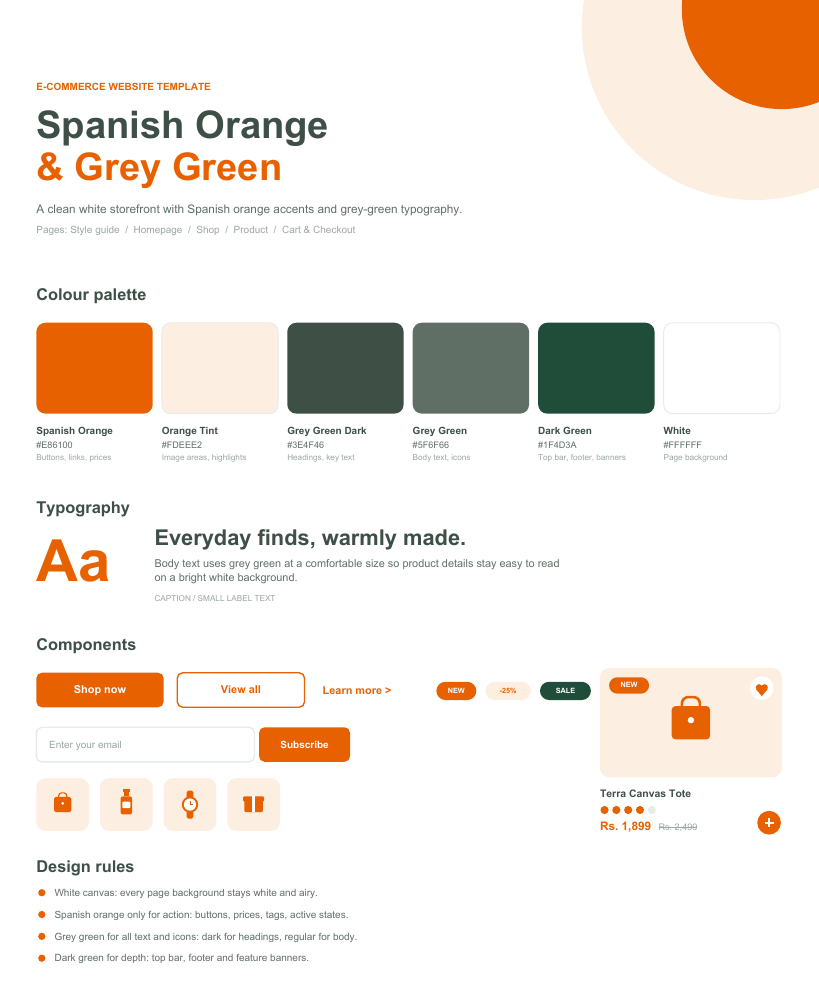 E-COMMERCE WEBSITE TEMPLATE
Spanish Orange
& Grey Green
A clean white storefront with Spanish orange accents and grey-green typography.
Pages: Style guide / Homepage / Shop / Product / Cart & Checkout
Colour palette
Spanish Orange
#E86100
Buttons, links, prices
Orange Tint
#FDEEE2
Image areas, highlights
Grey Green Dark
#3E4F46
Headings, key text
Grey Green
#5F6F66
Body text, icons
Dark Green
#1F4D3A
Top bar, footer, banners
White
#FFFFFF
Page background
Typography
Aa
Everyday finds, warmly made.
Body text uses grey green at a comfortable size so product details stay easy to read
on a bright white background.
CAPTION / SMALL LABEL TEXT
Components
Shop now
View all
Learn more >
NEW
-25%
SALE
NEW
Enter your email
Subscribe
Terra Canvas Tote
Rs. 1,899 Rs. 2,499
+
Design rules
White canvas: every page background stays white and airy.
Spanish orange only for action: buttons, prices, tags, active states.
Grey green for all text and icons: dark for headings, regular for body.
Dark green for depth: top bar, footer and feature banners.